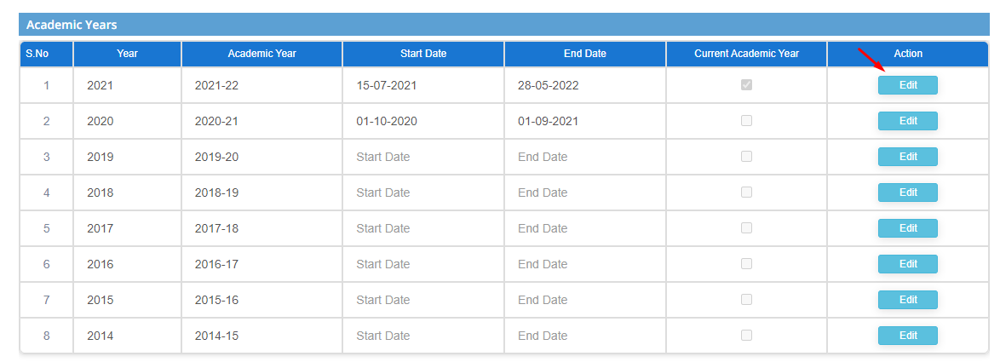 Academic Years
S.No Year Academic Year Start Date End Date Current Academic Year Action
1 2021 2021-22 15-07-2021 28-05-2022 Edit
2 2020 2020-21 01-10-2020 01-09-2021 Edit
3 2019 2019-20 Start Date End Date Edit
4 2018 2018-19 Start Date End Date Edit
5 2017 2017-18 Start Date End Date Edit
6 2016 2016-17 Start Date End Date Edit
7 2015 2015-16 Start Date End Date Edit
8 2014 2014-15 Start Date End Date Edit